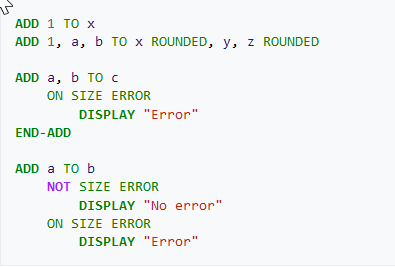 ADD 1 TO x
ADD 1, a, b TO x ROUNDED, y, z ROUNDED
ADD a, b TO c
ON SIZE ERROR
DISPLAY "Error"
END-ADD
ADD a TO b
NOT SIZE ERROR
DISPLAY "No error"
ON SIZE ERROR
DISPLAY "Error"